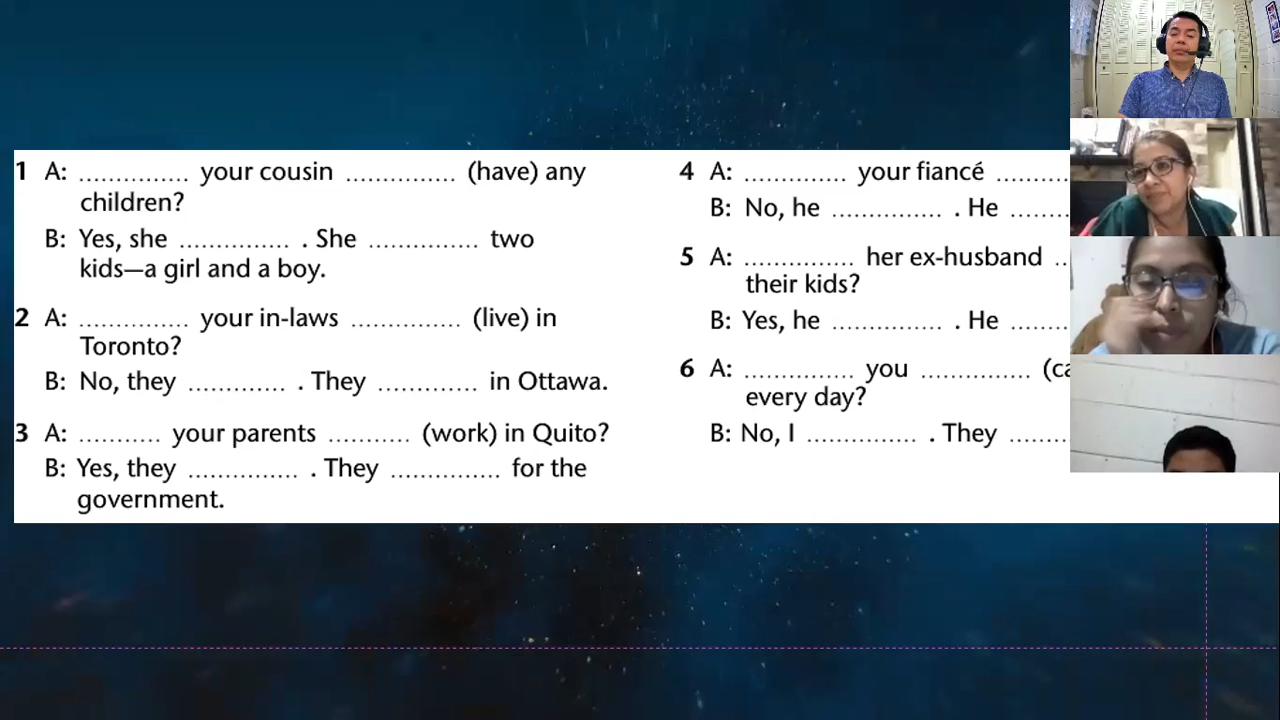 1 A: .............. your cousin .............. (have) any
children?
B: Yes, she .............. . She .............. two
kids—a girl and a boy.
2 A: .............. your in-laws .............. (live) in
Toronto?
B: No, they ............ . They ............. in Ottawa.
3 A: ........... your parents ........... (work) in Quito?
B: Yes, they .............. . They .............. for the
government.
4 A: ............. your fiancé .........
B: No, he .............. . He .......
5 A: .............. her ex-husband ..
their kids?
B: Yes, he .............. . He .......
6 A: .............. you ..............
every day?
B: No, I .............. . They .......